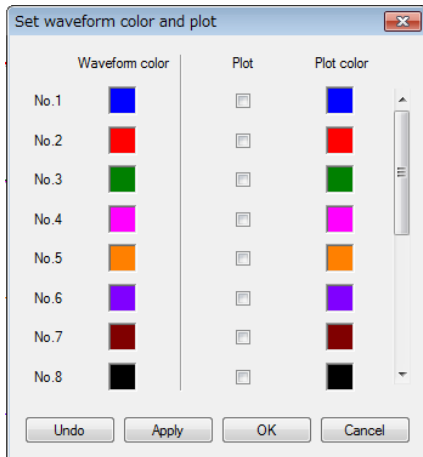 Set waveform color and plot
Waveform color Plot Plot color
No.1
No.2
No.3
No.4
No.5
No.6
No.7
No.8
Undo Apply OK Cancel